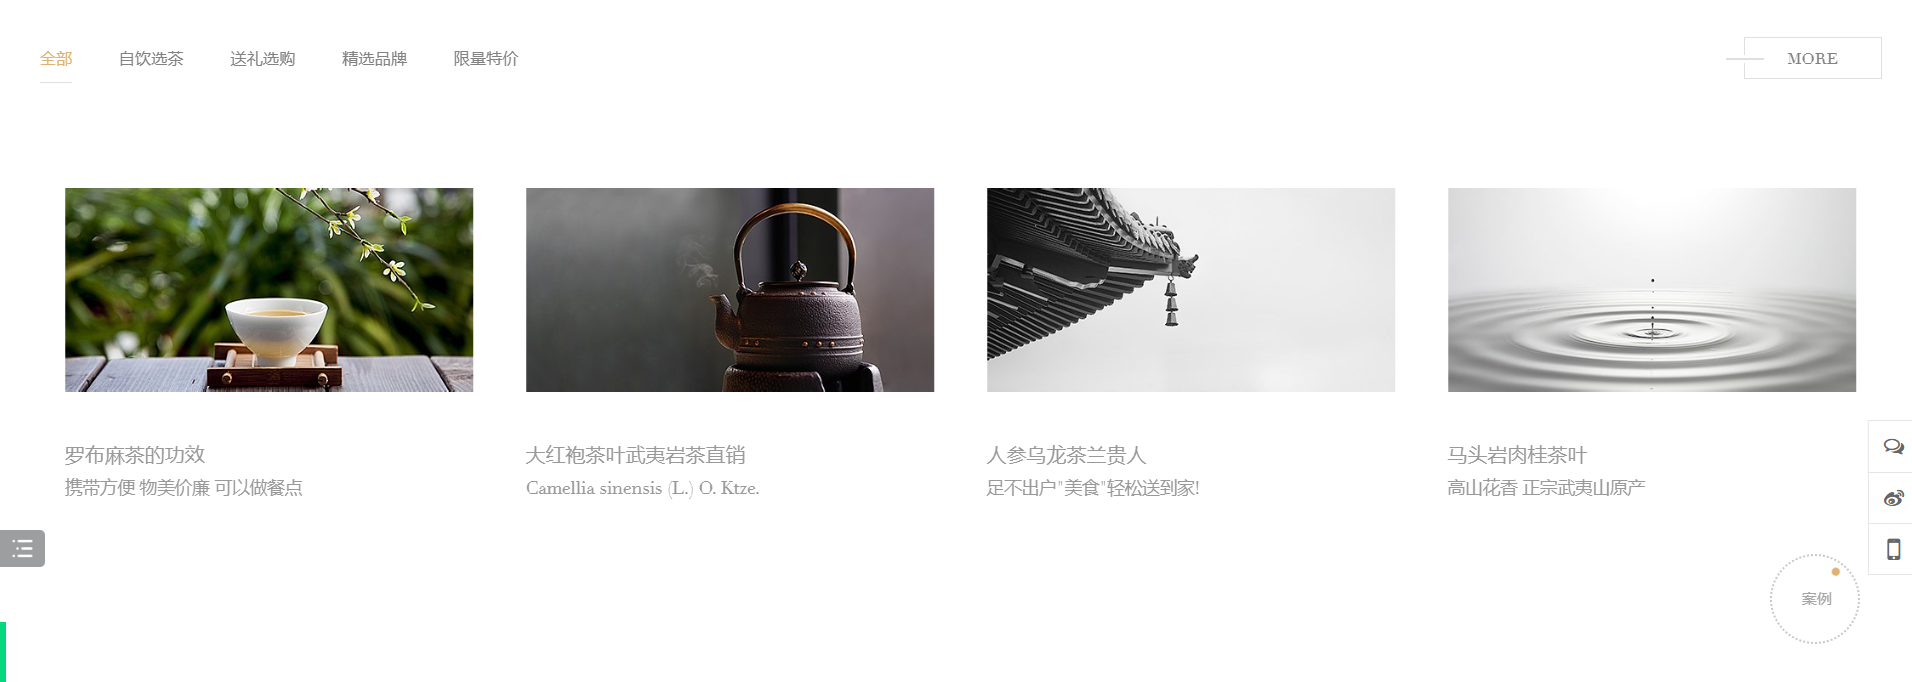 全部 自饮选茶 送礼选购 精选品牌 限量特价 MORE
罗布麻茶的功效
携带方便 物美价廉 可以做餐点
大红袍茶叶武夷岩茶直销
Camellia sinensis (L.) O. Ktze.
人参乌龙茶兰贵人
足不出户"美食"轻松送到家!
马头岩肉桂茶叶
高山花香 正宗武夷山原产
案例